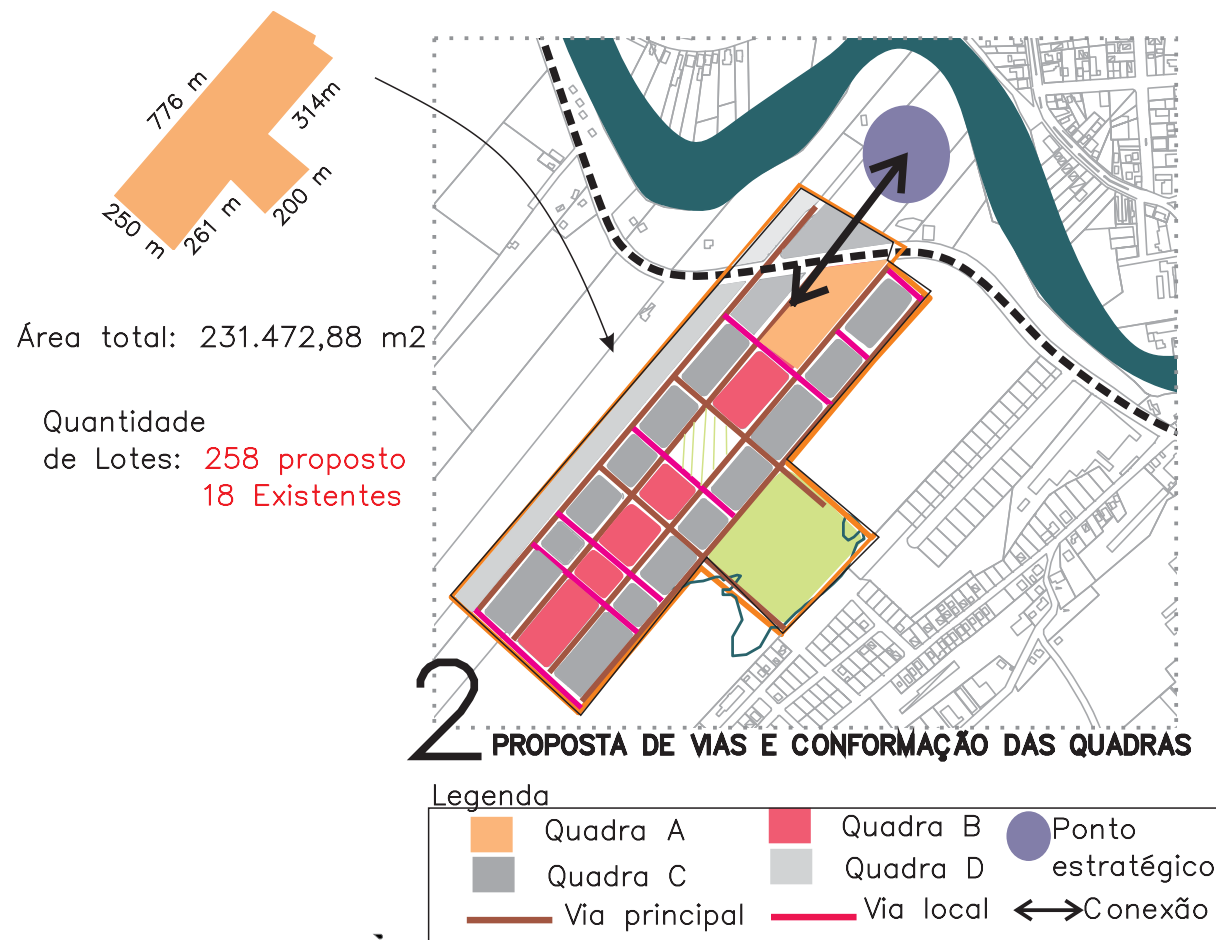 776 m
314m
250 m
261 m
200 m
Área total: 231.472,88 m2
Quantidade
de Lotes: 258 proposto
18 Existentes
2 PROPOSTA DE VIAS E CONFORMAÇÃO DAS QUADRAS
Legenda
Quadra A
Quadra B
Ponto
estratégico
Quadra C
Quadra D
Via principal
Via local
Conexão